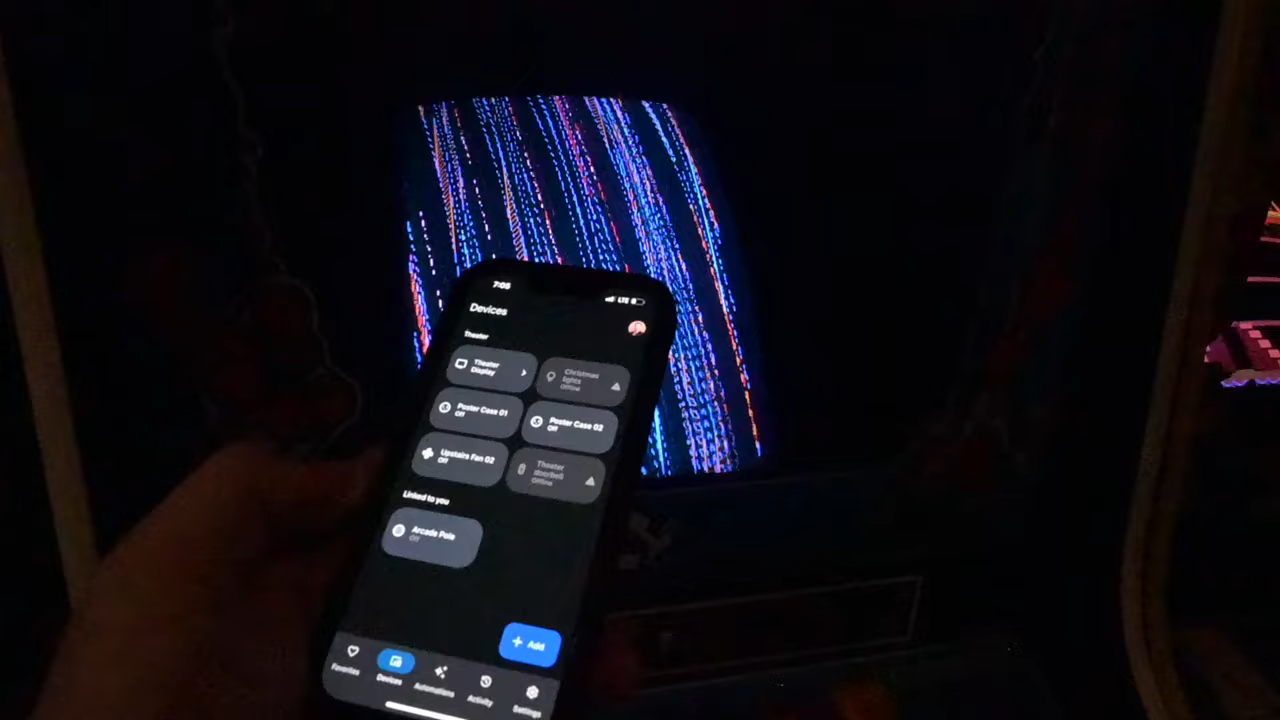 7:05
LTE
Devices
Theater
Theater
Display
Christmas
lights
Offline
Poster Case 01
Off
Poster Case 02
Off
Upstairs Fan 02
Off
Theater
doorbell
Offline
Linked to you
Arcade Pole
Off
+ Add
Favorites
Devices
Automations
Activity
Settings